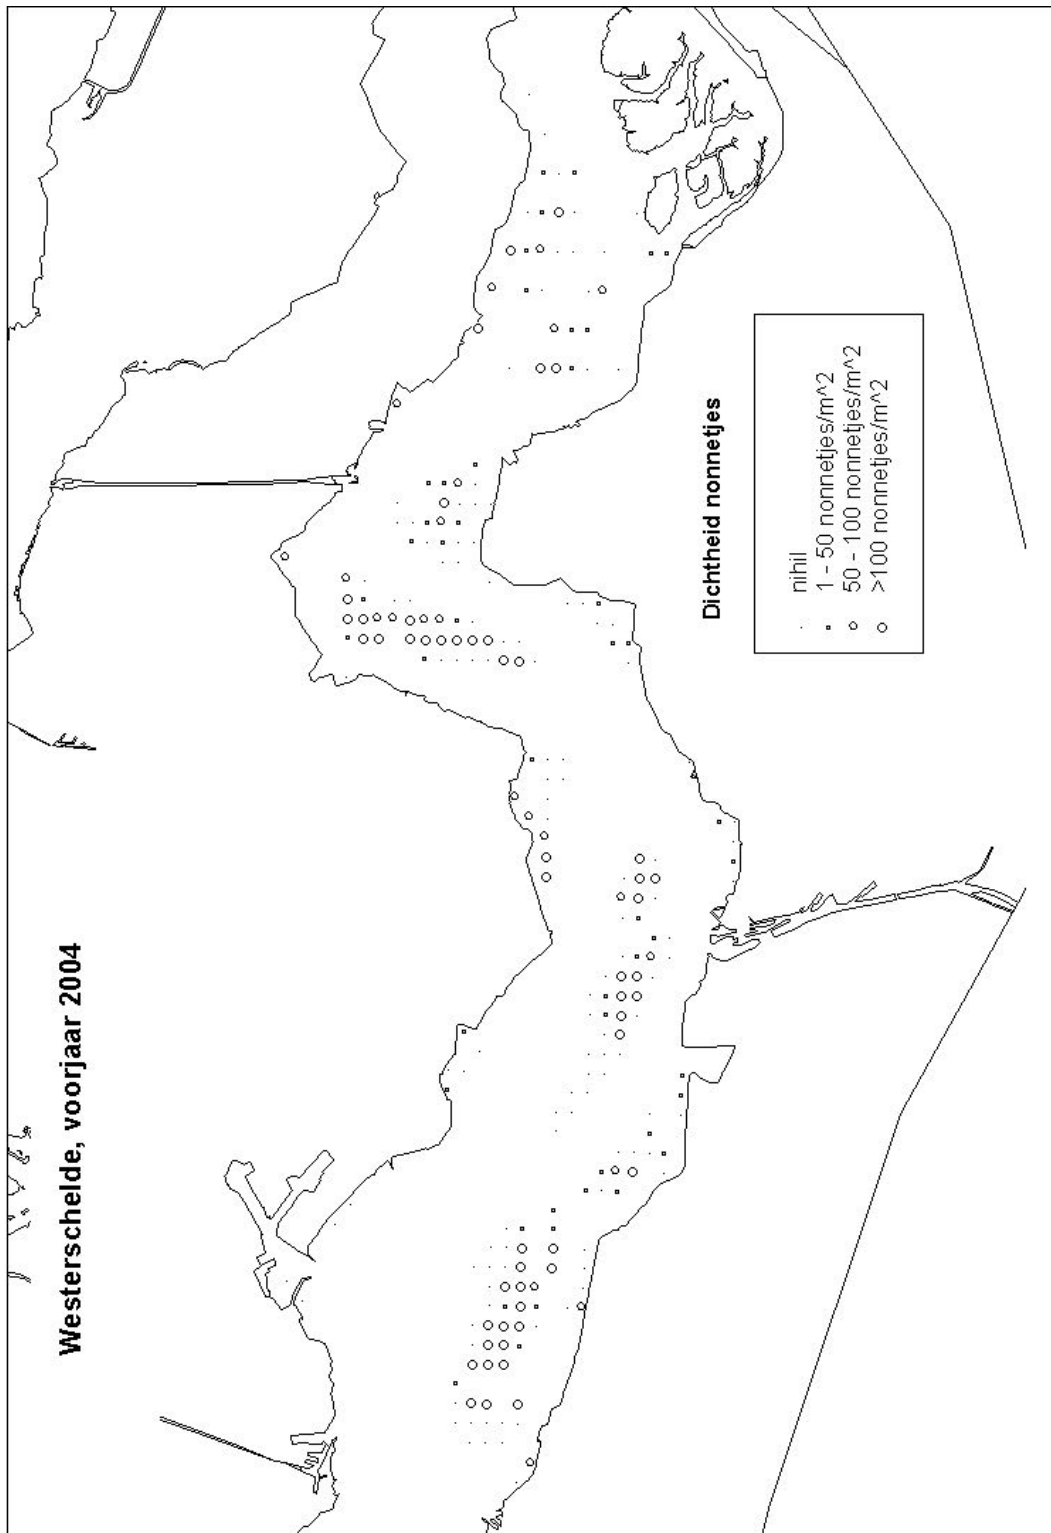 Westerschelde, voorjaar 2004
Dichtheid nonnetjes
nihil
1 - 50 nonnetjes/m^2
50 - 100 nonnetjes/m^2
>100 nonnetjes/m^2